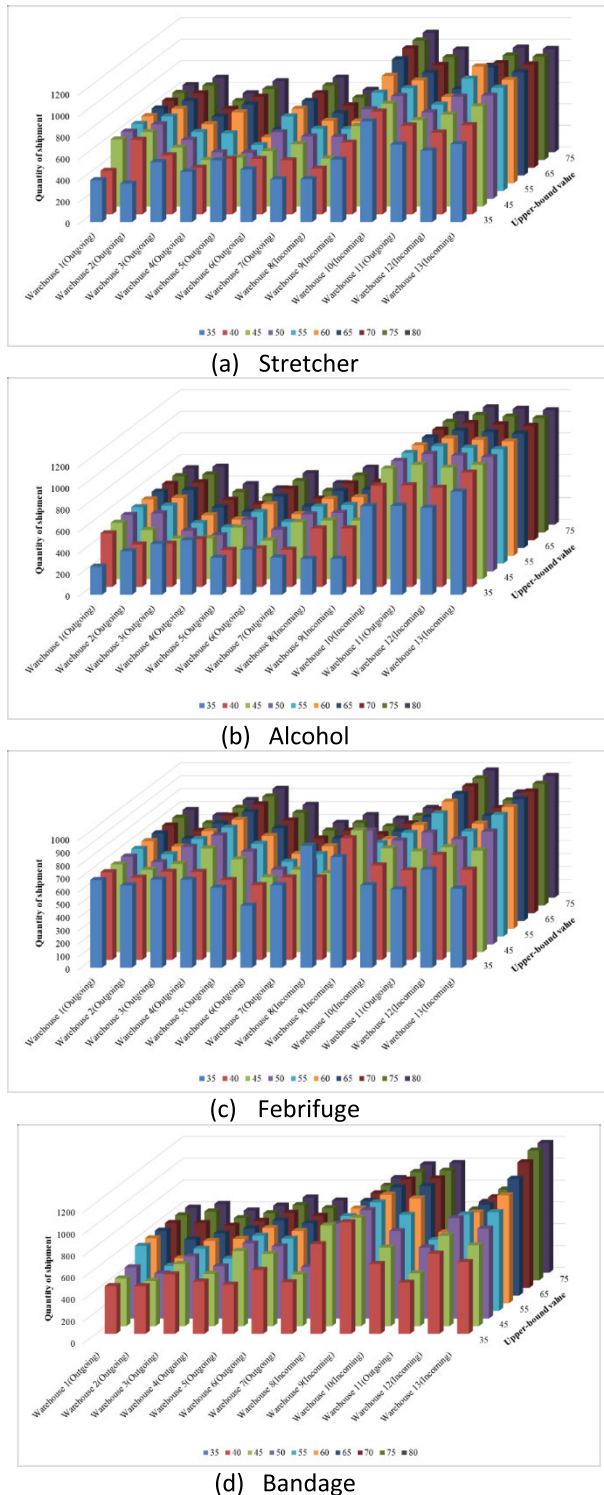 Quantity of shipment
1200
1000
800
600
400
200
0
Warehouse 1(Outgoing)
Warehouse 2(Outgoing)
Warehouse 3(Outgoing)
Warehouse 4(Outgoing)
Warehouse 5(Outgoing)
Warehouse 6(Outgoing)
Warehouse 7(Outgoing)
Warehouse 8(Incoming)
Warehouse 9(Incoming)
Warehouse 10(Incoming)
Warehouse 11(Outgoing)
Warehouse 12(Incoming)
Warehouse 13(Incoming)
35
45
55
65
75
Upper-bound value
35 40 45 50 55 60 65 70 75 80
(a) Stretcher
Quantity of shipment
1200
1000
800
600
400
200
0
Warehouse 1(Outgoing)
Warehouse 2(Outgoing)
Warehouse 3(Outgoing)
Warehouse 4(Outgoing)
Warehouse 5(Outgoing)
Warehouse 6(Outgoing)
Warehouse 7(Outgoing)
Warehouse 8(Incoming)
Warehouse 9(Incoming)
Warehouse 10(Incoming)
Warehouse 11(Outgoing)
Warehouse 12(Incoming)
Warehouse 13(Incoming)
35
45
55
65
75
Upper-bound value
35 40 45 50 55 60 65 70 75 80
(b) Alcohol
Quantity of shipment
1000
900
800
700
600
500
400
300
200
100
0
Warehouse 1(Outgoing)
Warehouse 2(Outgoing)
Warehouse 3(Outgoing)
Warehouse 4(Outgoing)
Warehouse 5(Outgoing)
Warehouse 6(Outgoing)
Warehouse 7(Outgoing)
Warehouse 8(Incoming)
Warehouse 9(Incoming)
Warehouse 10(Incoming)
Warehouse 11(Outgoing)
Warehouse 12(Incoming)
Warehouse 13(Incoming)
35
45
55
65
75
Upper-bound value
35 40 45 50 55 60 65 70 75 80
(c) Febrifuge
Quantity of shipment
1200
1000
800
600
400
200
0
Warehouse 1(Outgoing)
Warehouse 2(Outgoing)
Warehouse 3(Outgoing)
Warehouse 4(Outgoing)
Warehouse 5(Outgoing)
Warehouse 6(Outgoing)
Warehouse 7(Outgoing)
Warehouse 8(Incoming)
Warehouse 9(Incoming)
Warehouse 10(Incoming)
Warehouse 11(Outgoing)
Warehouse 12(Incoming)
Warehouse 13(Incoming)
35
45
55
65
75
Upper-bound value
35 40 45 50 55 60 65 70 75 80
(d) Bandage